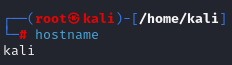 ┌──(root㉿kali)-[/home/kali]
└─# hostname
kali